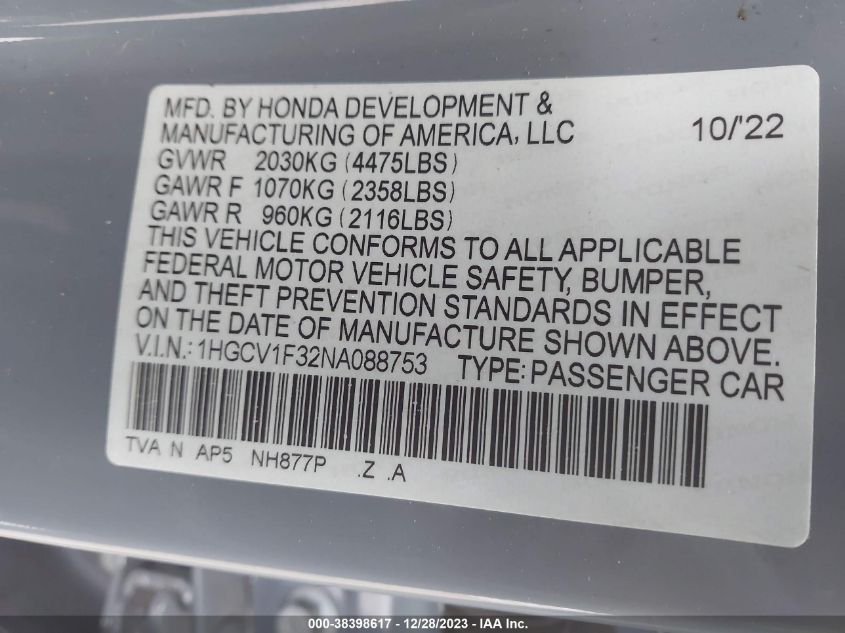 MFD. BY HONDA DEVELOPMENT &
MANUFACTURING OF AMERICA, LLC 10/'22
GVWR 2030KG (4475LBS)
GAWR F 1070KG (2358LBS)
GAWR R 960KG (2116LBS)
THIS VEHICLE CONFORMS TO ALL APPLICABLE
FEDERAL MOTOR VEHICLE SAFETY, BUMPER,
AND THEFT PREVENTION STANDARDS IN EFFECT
ON THE DATE OF MANUFACTURE SHOWN ABOVE.
V.I.N.: 1HGCV1F32NA088753 TYPE: PASSENGER CAR
TVA N AP5 NH877P .Z .A
000-38398617 - 12/28/2023 - IAA Inc.